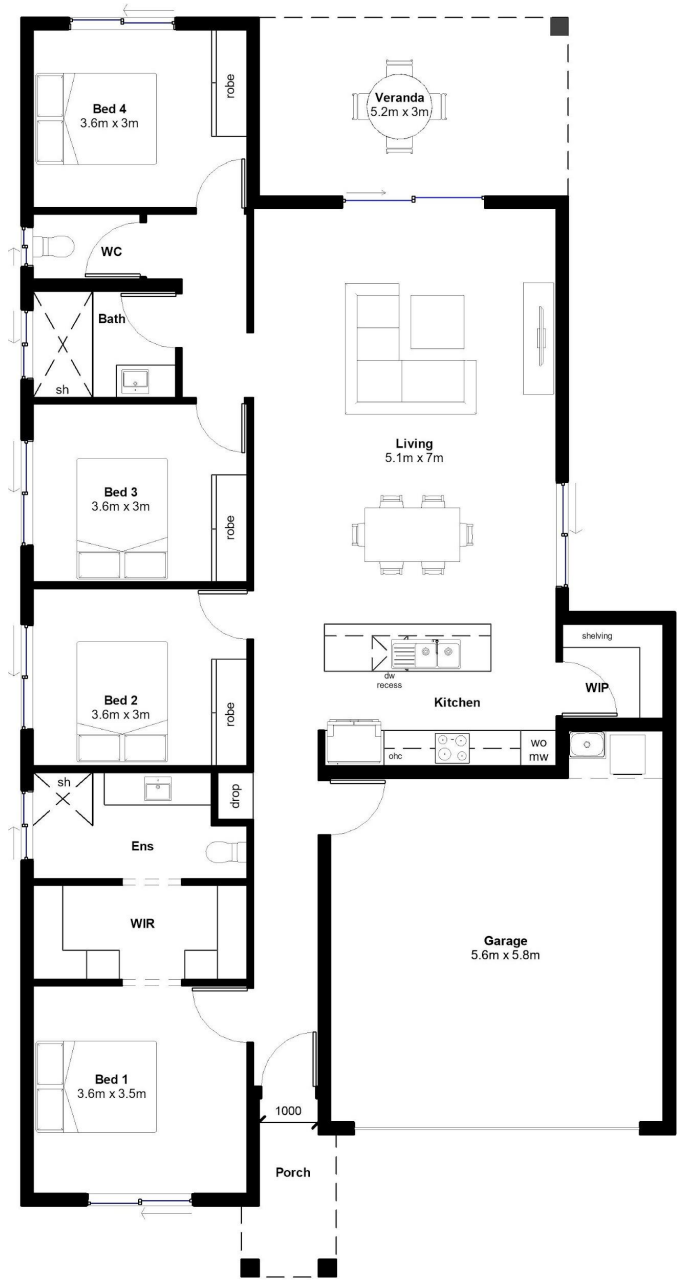 Bed 4
3.6m x 3m
robe
Veranda
5.2m x 3m
WC
Bath
sh
Living
5.1m x 7m
Bed 3
3.6m x 3m
robe
shelving
WIP
dw
recess
Kitchen
Bed 2
3.6m x 3m
robe
ohc
wo
mw
sh
drop
Ens
WIR
Garage
5.6m x 5.8m
Bed 1
3.6m x 3.5m
1000
Porch